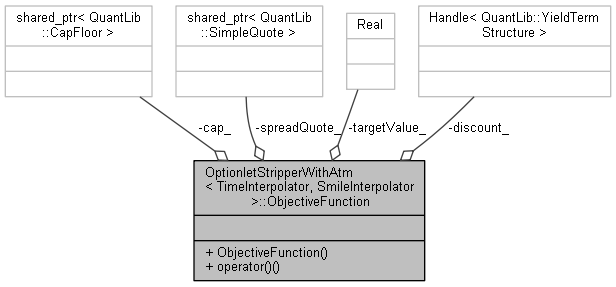 shared_ptr< QuantLib
::CapFloor >
shared_ptr< QuantLib
::SimpleQuote >
Real
Handle< QuantLib::YieldTerm
Structure >
-cap_
-spreadQuote_
-targetValue_
-discount_
OptionletStripperWithAtm
< TimeInterpolator, SmileInterpolator
>::ObjectiveFunction
+ ObjectiveFunction()
+ operator()()